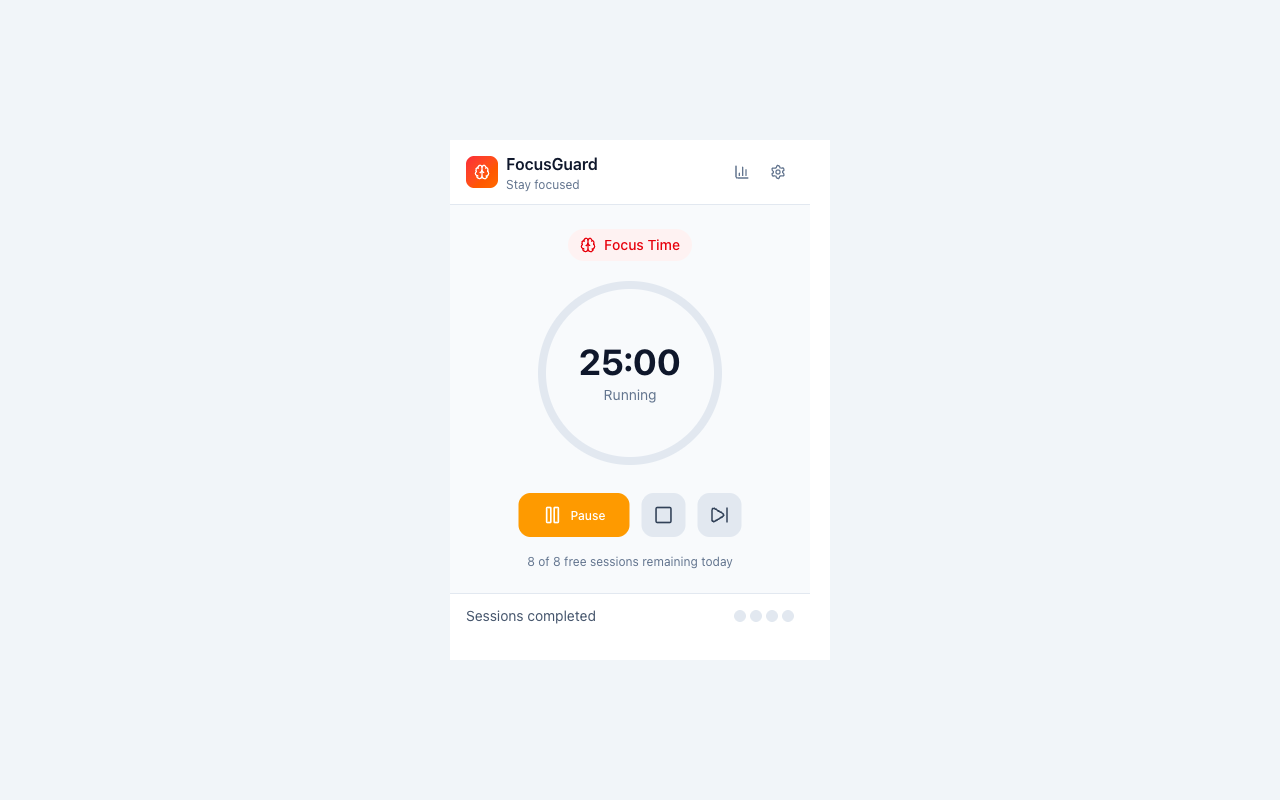 FocusGuard
Stay focused
Focus Time
25:00
Running
Pause
8 of 8 free sessions remaining today
Sessions completed